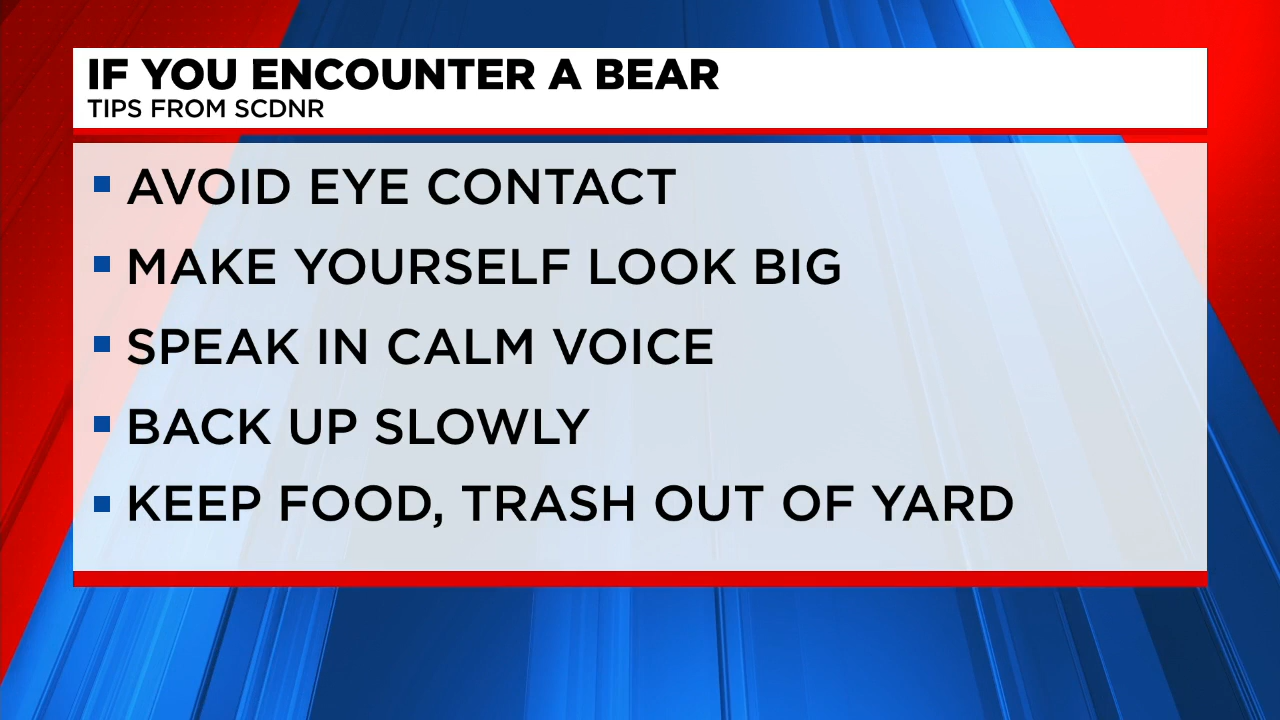 IF YOU ENCOUNTER A BEAR
TIPS FROM SCDNR
AVOID EYE CONTACT
MAKE YOURSELF LOOK BIG
SPEAK IN CALM VOICE
BACK UP SLOWLY
KEEP FOOD, TRASH OUT OF YARD